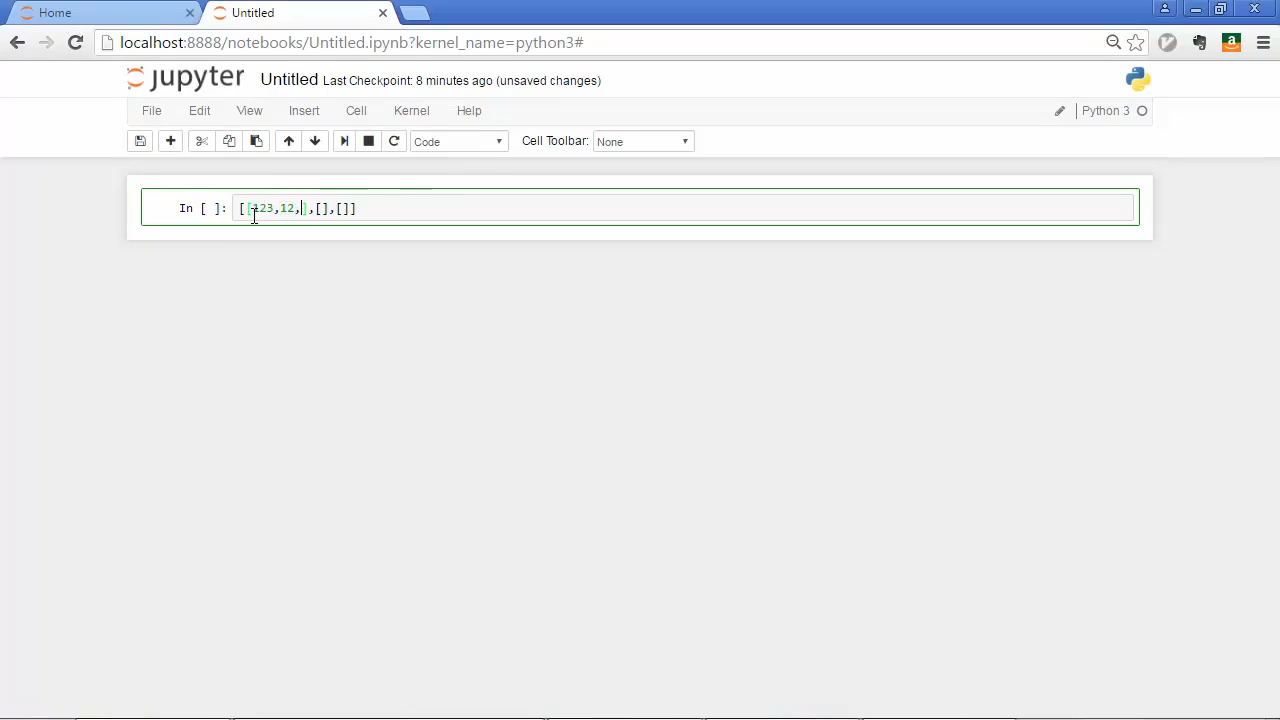 Home
Untitled
localhost:8888/notebooks/Untitled.ipynb?kernel_name=python3#
jupyter Untitled Last Checkpoint: 8 minutes ago (unsaved changes)
File Edit View Insert Cell Kernel Help Python 3
Code Cell Toolbar: None
In [ ]: [[123,12,],[],[]]